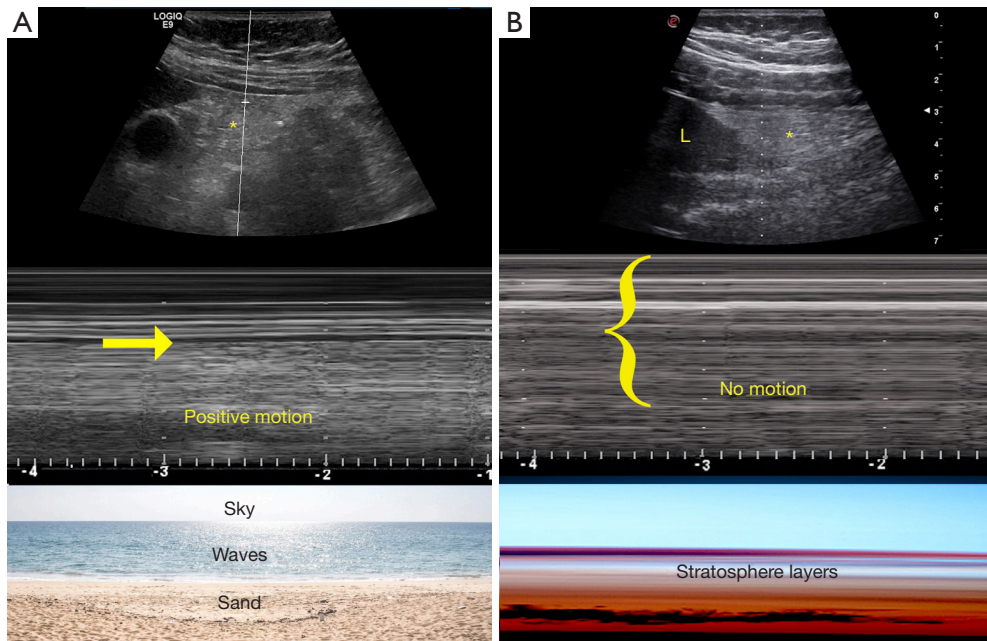 A
LOGIQ
E9
*
Positive motion
-4
-3
-2
-1
Sky
Waves
Sand
B
0
1
2
3
4
5
6
7
L
*
No motion
-4
-3
-2
Stratosphere layers